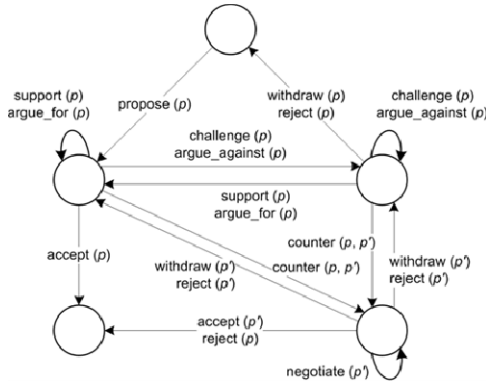 support (p)
argue_for (p)
propose (p)
withdraw (p)
reject (p)
challenge (p)
argue_against (p)
challenge (p)
argue_against (p)
support (p)
argue_for (p)
accept (p)
withdraw (p')
reject (p')
counter (p, p')
counter (p, p')
withdraw (p')
reject (p')
accept (p')
reject (p)
negotiate (p')